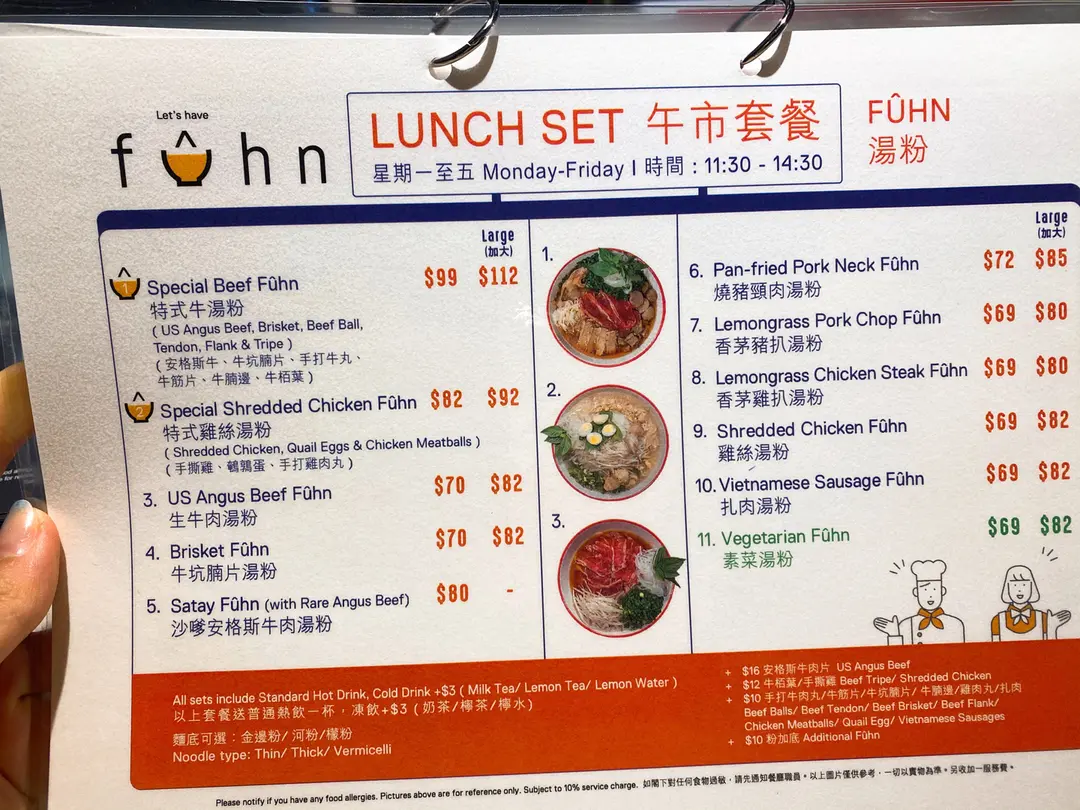 Let's have
fûhn
LUNCH SET 午市套餐
星期一至五 Monday-Friday I 時間 : 11:30 - 14:30
FÛHN
湯粉
Large
(加大)
1 Special Beef Fûhn $99 $112
特式牛湯粉
( US Angus Beef, Brisket, Beef Ball,
Tendon, Flank & Tripe )
( 安格斯牛、牛坑腩片、手打牛丸、
牛筋片、牛腩邊、牛栢葉 )
2 Special Shredded Chicken Fûhn $82 $92
特式雞絲湯粉
( Shredded Chicken, Quail Eggs & Chicken Meatballs )
( 手撕雞、鵪鶉蛋、手打雞肉丸 )
3. US Angus Beef Fûhn $70 $82
生牛肉湯粉
4. Brisket Fûhn $70 $82
牛坑腩片湯粉
5. Satay Fûhn (with Rare Angus Beef) $80 -
沙嗲安格斯牛肉湯粉
1.
2.
3.
Large
(加大)
6. Pan-fried Pork Neck Fûhn $72 $85
燒豬頸肉湯粉
7. Lemongrass Pork Chop Fûhn $69 $80
香茅豬扒湯粉
8. Lemongrass Chicken Steak Fûhn $69 $80
香茅雞扒湯粉
9. Shredded Chicken Fûhn $69 $82
雞絲湯粉
10. Vietnamese Sausage Fûhn $69 $82
扎肉湯粉
11. Vegetarian Fûhn $69 $82
素菜湯粉
All sets include Standard Hot Drink, Cold Drink +$3 ( Milk Tea/ Lemon Tea/ Lemon Water )
以上套餐送普通熱飲一杯，凍飲+$3 ( 奶茶/檸茶/檸水)
麵底可選：金邊粉/ 河粉/檬粉
Noodle type: Thin/ Thick/ Vermicelli
+ $16 安格斯牛肉片 US Angus Beef
+ $12 牛栢葉/手撕雞 Beef Tripe/ Shredded Chicken
+ $10 手打牛肉丸/牛筋片/牛坑腩片/ 牛腩邊/雞肉丸/扎肉
Beef Balls/ Beef Tendon/ Beef Brisket/ Beef Flank/
Chicken Meatballs/ Quail Egg/ Vietnamese Sausages
+ $10 粉加底 Additional Fûhn
Please notify if you have any food allergies. Pictures above are for reference only. Subject to 10% service charge. 如閣下對任何食物過敏，請先通知餐廳職員。以上圖片僅供參考，一切以實物為準。另收加一服務費。